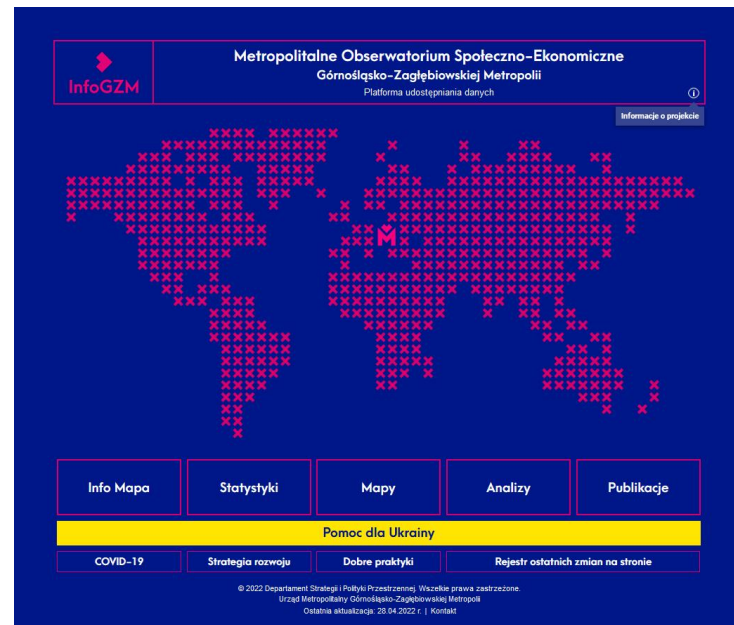 Metropolitalne Obserwatorium Społeczno-Ekonomiczne
Górnośląsko-Zagłębiowskiej Metropolii
Platforma udostępniania danych
InfoGZM
Informacje o projekcie
M
Info Mapa
Statystyki
Mapy
Analizy
Publikacje
Pomoc dla Ukrainy
COVID-19
Strategia rozwoju
Dobre praktyki
Rejestr ostatnich zmian na stronie
© 2022 Departament Strategii i Polityki Przestrzennej. Wszelkie prawa zastrzeżone.
Urząd Metropolitalny Górnośląsko-Zagłębiowskiej Metropolii
Ostatnia aktualizacja: 28.04.2022 r. | Kontakt